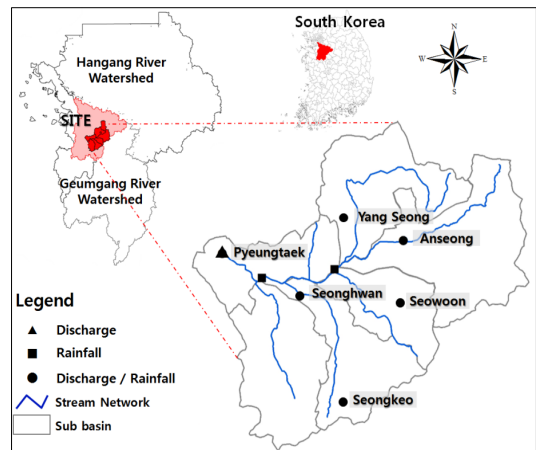 South Korea
Hangang River
Watershed
N
W
E
S
SITE
Geumgang River
Watershed
Yang Seong
Anseong
Pyeungtaek
Seonghwan
Seowoon
Seongkeo
Legend
Discharge
Rainfall
Discharge / Rainfall
Stream Network
Sub basin